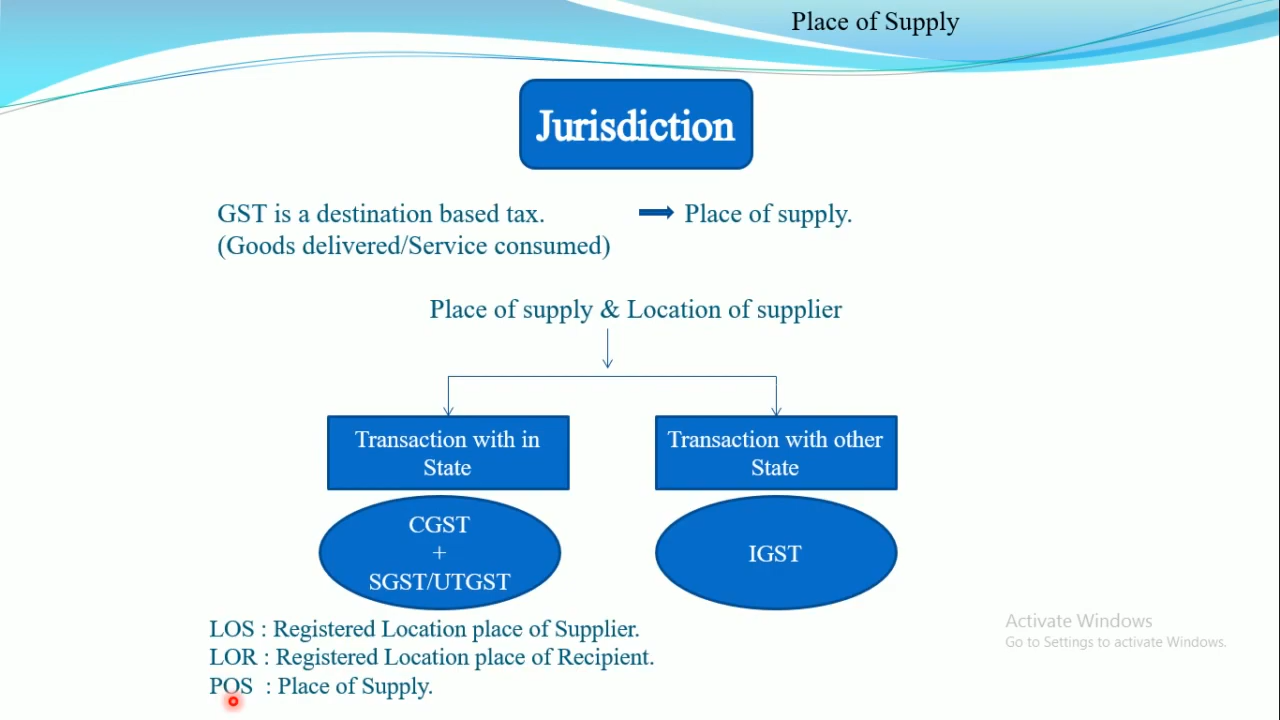 Place of Supply
Jurisdiction
GST is a destination based tax.
Place of supply.
(Goods delivered/Service consumed)
Place of supply & Location of supplier
Transaction with in
State
Transaction with other
State
CGST
+
SGST/UTGST
IGST
LOS : Registered Location place of Supplier.
LOR : Registered Location place of Recipient.
POS : Place of Supply.
Activate Windows
Go to Settings to activate Windows.